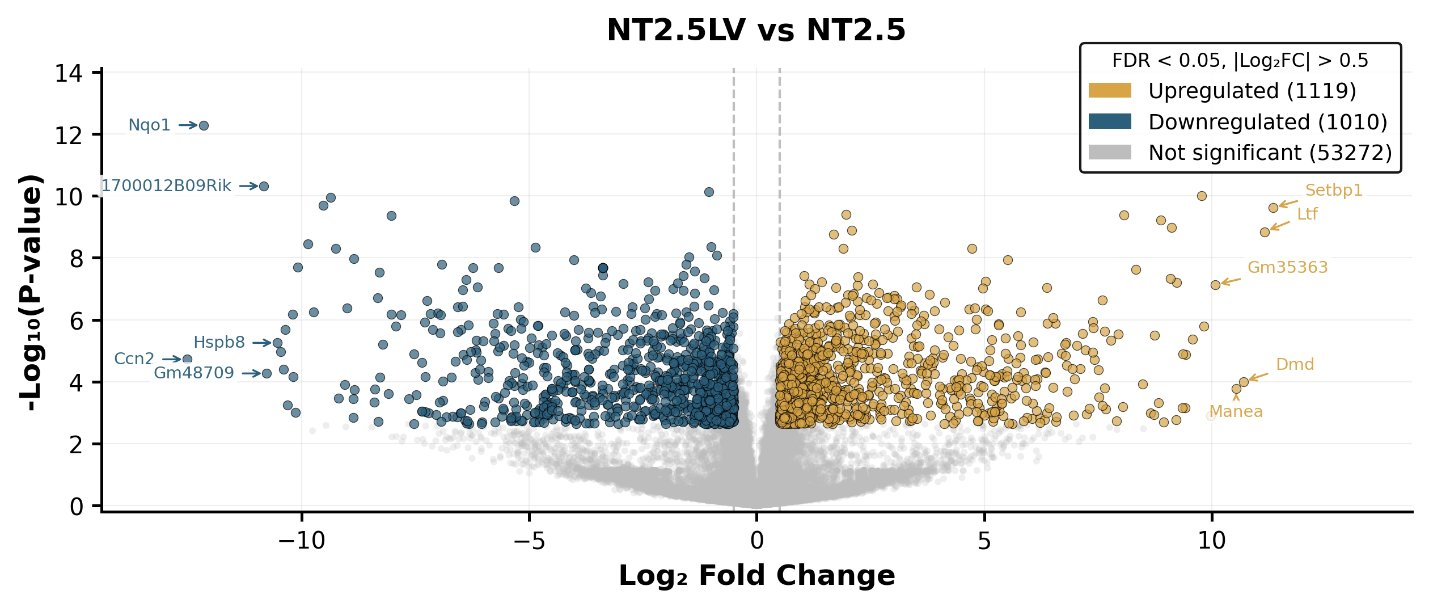 NT2.5LV vs NT2.5
FDR < 0.05, |Log₂FC| > 0.5
Upregulated (1119)
Downregulated (1010)
Not significant (53272)
-Log₁₀(P-value)
14
12
10
8
6
4
2
0
Nqo1
1700012B09Rik
Hspb8
Ccn2
Gm48709
Setbp1
Ltf
Gm35363
Dmd
Manea
−10
−5
0
5
10
Log₂ Fold Change